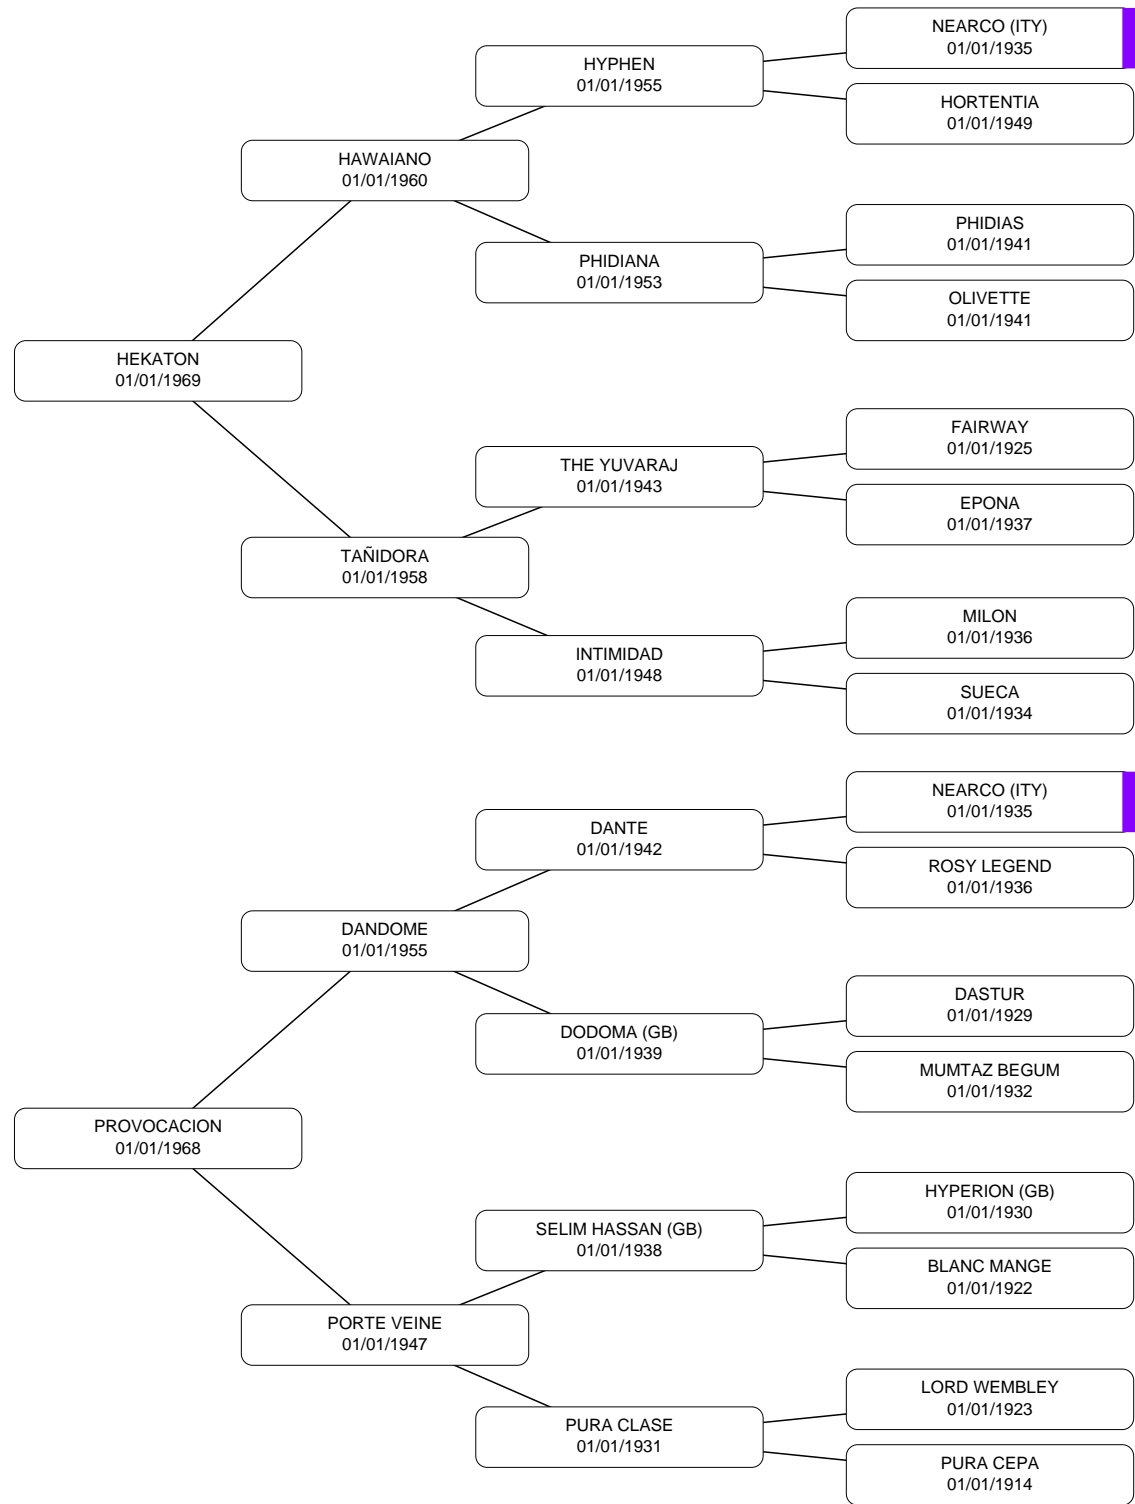 NEARCO (ITY)
01/01/1935
HYPHEN
01/01/1955
HORTENTIA
01/01/1949
HAWAIANO
01/01/1960
PHIDIAS
01/01/1941
PHIDIANA
01/01/1953
OLIVETTE
01/01/1941
HEKATON
01/01/1969
FAIRWAY
01/01/1925
THE YUVARAJ
01/01/1943
EPONA
01/01/1937
TAÑIDORA
01/01/1958
MILON
01/01/1936
INTIMIDAD
01/01/1948
SUECA
01/01/1934
NEARCO (ITY)
01/01/1935
DANTE
01/01/1942
ROSY LEGEND
01/01/1936
DANDOME
01/01/1955
DASTUR
01/01/1929
DODOMA (GB)
01/01/1939
MUMTAZ BEGUM
01/01/1932
PROVOCACION
01/01/1968
HYPERION (GB)
01/01/1930
SELIM HASSAN (GB)
01/01/1938
BLANC MANGE
01/01/1922
PORTE VEINE
01/01/1947
LORD WEMBLEY
01/01/1923
PURA CLASE
01/01/1931
PURA CEPA
01/01/1914